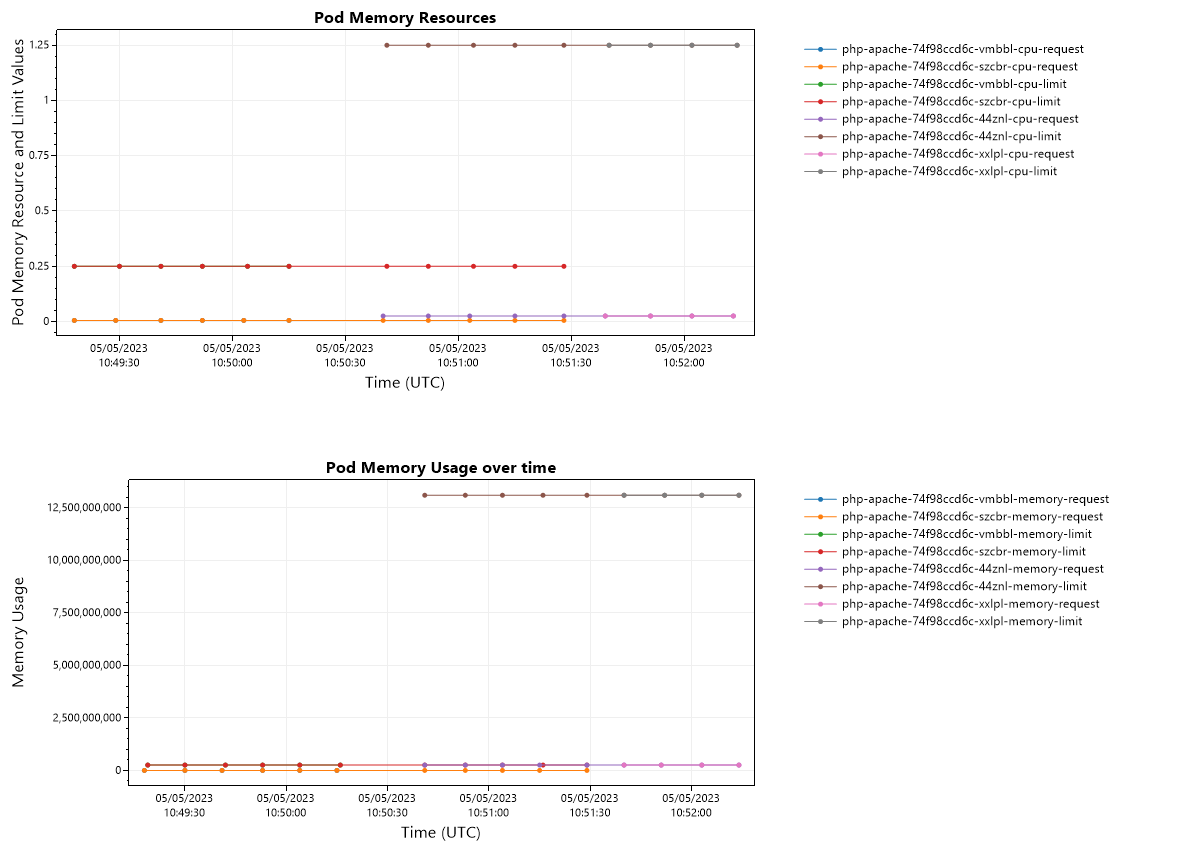 Pod Memory Resources
Pod Memory Resource and Limit Values
1.25
1
0.75
0.5
0.25
0
05/05/2023 05/05/2023 05/05/2023 05/05/2023 05/05/2023 05/05/2023
10:49:30 10:50:00 10:50:30 10:51:00 10:51:30 10:52:00
Time (UTC)
php-apache-74f98ccd6c-vmbbl-cpu-request
php-apache-74f98ccd6c-szcbr-cpu-request
php-apache-74f98ccd6c-vmbbl-cpu-limit
php-apache-74f98ccd6c-szcbr-cpu-limit
php-apache-74f98ccd6c-44znl-cpu-request
php-apache-74f98ccd6c-44znl-cpu-limit
php-apache-74f98ccd6c-xxlpl-cpu-request
php-apache-74f98ccd6c-xxlpl-cpu-limit
Pod Memory Usage over time
Memory Usage
12,500,000,000
10,000,000,000
7,500,000,000
5,000,000,000
2,500,000,000
0
05/05/2023 05/05/2023 05/05/2023 05/05/2023 05/05/2023 05/05/2023
10:49:30 10:50:00 10:50:30 10:51:00 10:51:30 10:52:00
Time (UTC)
php-apache-74f98ccd6c-vmbbl-memory-request
php-apache-74f98ccd6c-szcbr-memory-request
php-apache-74f98ccd6c-vmbbl-memory-limit
php-apache-74f98ccd6c-szcbr-memory-limit
php-apache-74f98ccd6c-44znl-memory-request
php-apache-74f98ccd6c-44znl-memory-limit
php-apache-74f98ccd6c-xxlpl-memory-request
php-apache-74f98ccd6c-xxlpl-memory-limit